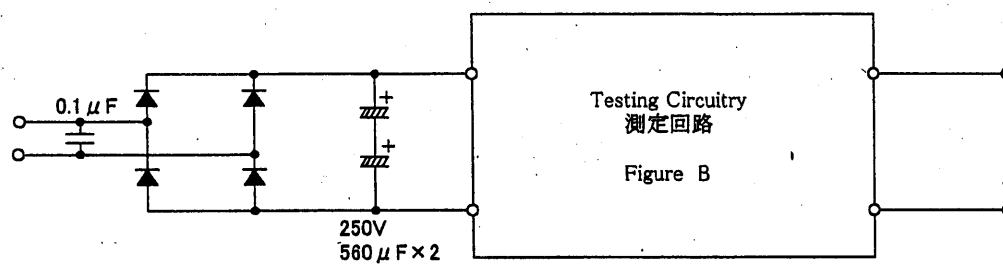 0.1μF
+
+
250V
560μF×2
Testing Circuitry
測定回路
Figure B